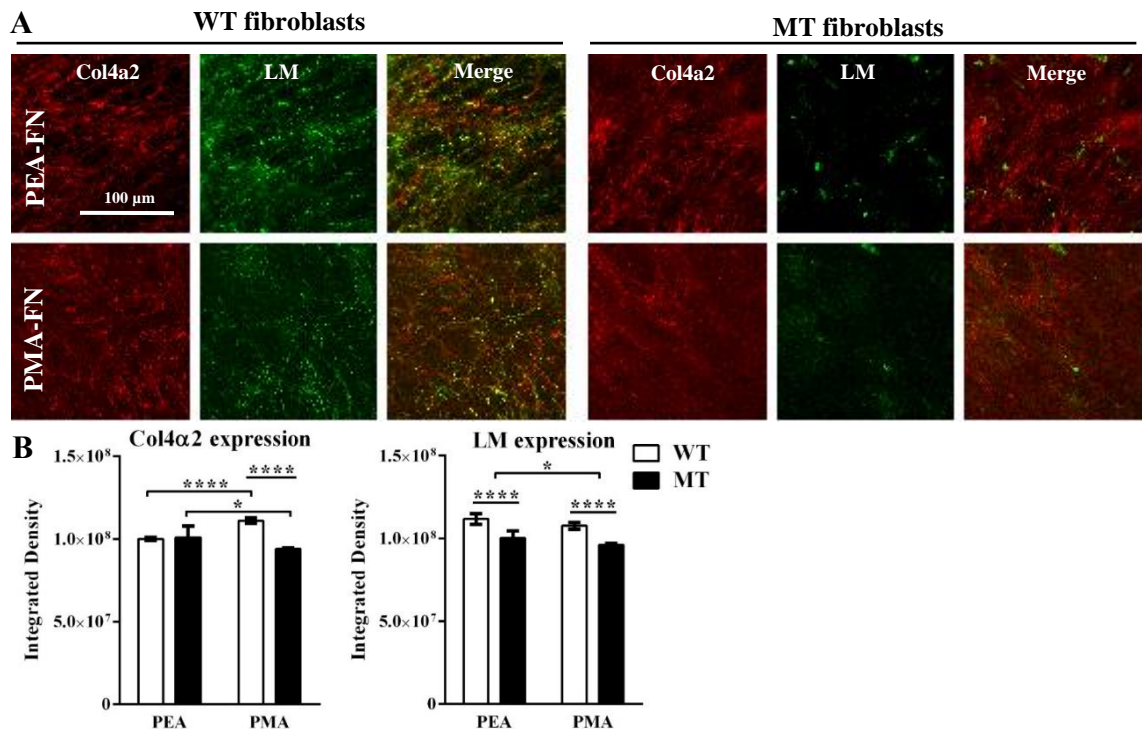 A
WT fibroblasts
MT fibroblasts
Col4a2
LM
Merge
Col4a2
LM
Merge
PEA-FN
100 µm
PMA-FN
B
Col4α2 expression
LM expression
WT
MT
1.5×10⁸
1.0×10⁸
5.0×10⁷
0
Integrated Density
****
****
*
PEA
PMA
1.5×10⁸
1.0×10⁸
5.0×10⁷
0
Integrated Density
*
****
****
PEA
PMA